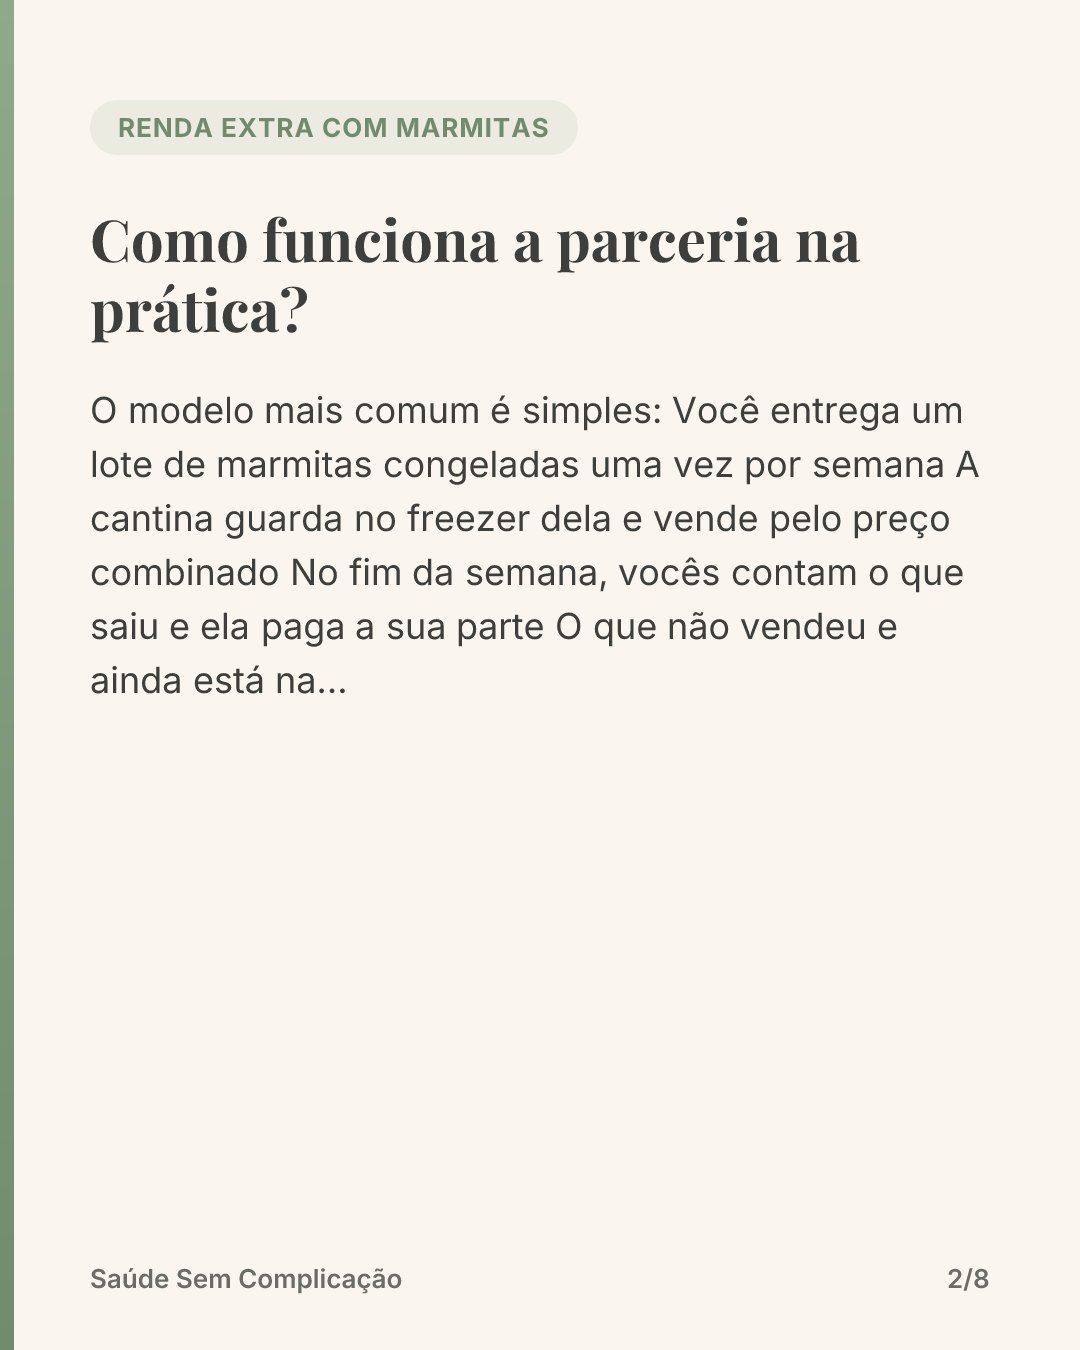 RENDA EXTRA COM MARMITAS
Como funciona a parceria na
prática?
O modelo mais comum é simples: Você entrega um
lote de marmitas congeladas uma vez por semana A
cantina guarda no freezer dela e vende pelo preço
combinado No fim da semana, vocês contam o que
saiu e ela paga a sua parte O que não vendeu e
ainda está na...
Saúde Sem Complicação
2/8